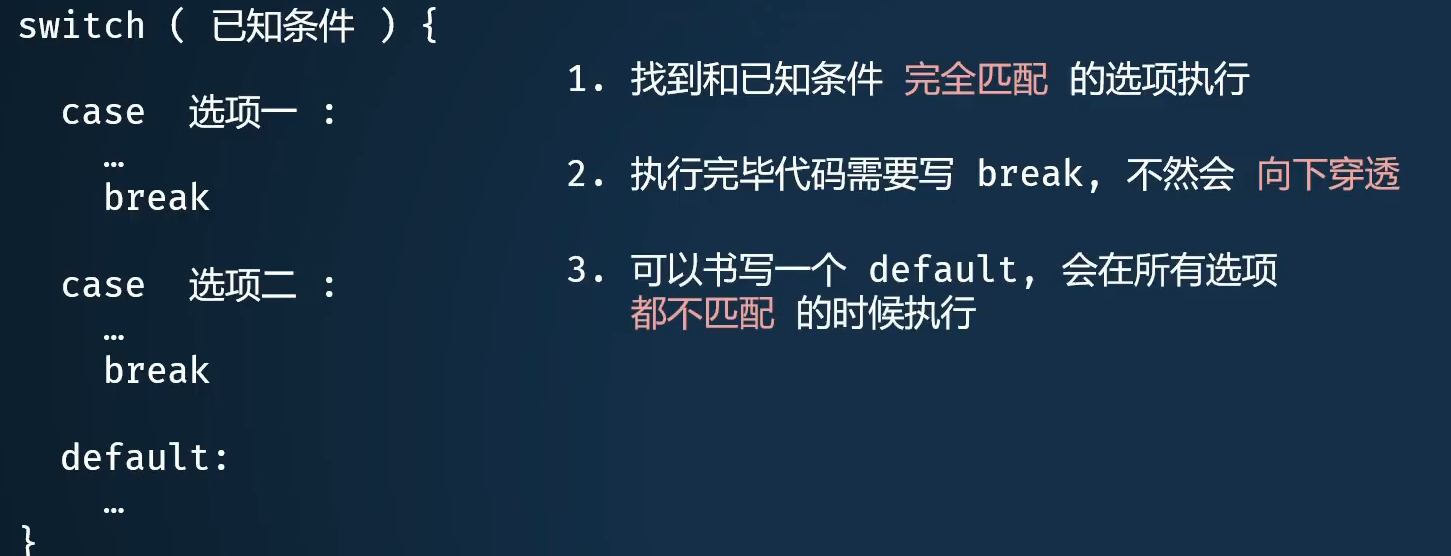 switch ( 已知条件 ) {
case 选项一 :
…
break
case 选项二 :
…
break
default:
…
}
1. 找到和已知条件 完全匹配 的选项执行
2. 执行完毕代码需要写 break, 不然会 向下穿透
3. 可以书写一个 default, 会在所有选项
都不匹配 的时候执行